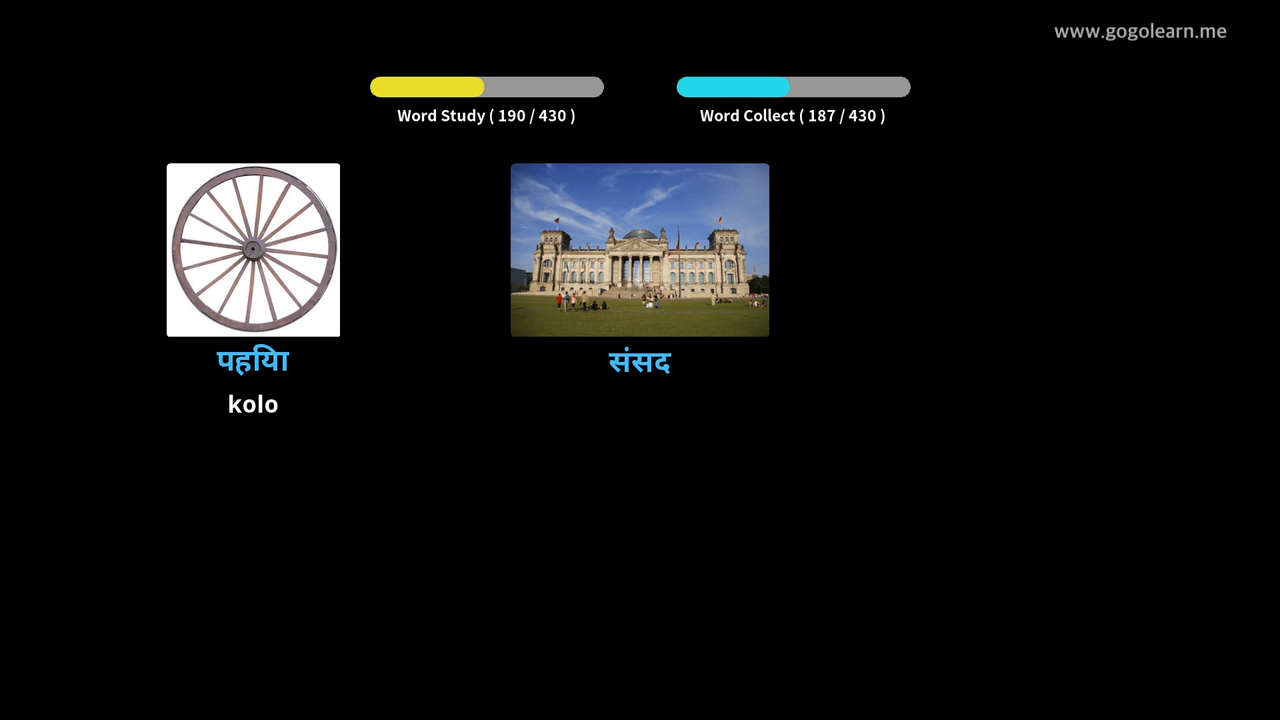 www.gogolearn.me
Word Study ( 190 / 430 )
Word Collect ( 187 / 430 )
पहिया
संसद
kolo